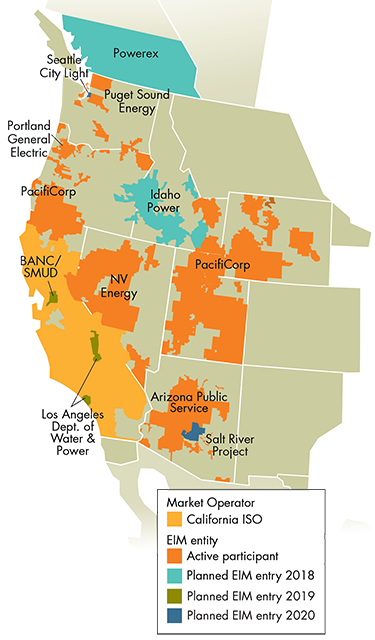 Powerex
Seattle
City Light
Puget Sound
Energy
Portland
General
Electric
PacifiCorp
Idaho
Power
BANC/
SMUD
NV
Energy
PacifiCorp
Arizona Public
Service
Los Angeles
Dept. of
Water &
Power
Salt River
Project
Market Operator
California ISO
EIM entity
Active participant
Planned EIM entry 2018
Planned EIM entry 2019
Planned EIM entry 2020